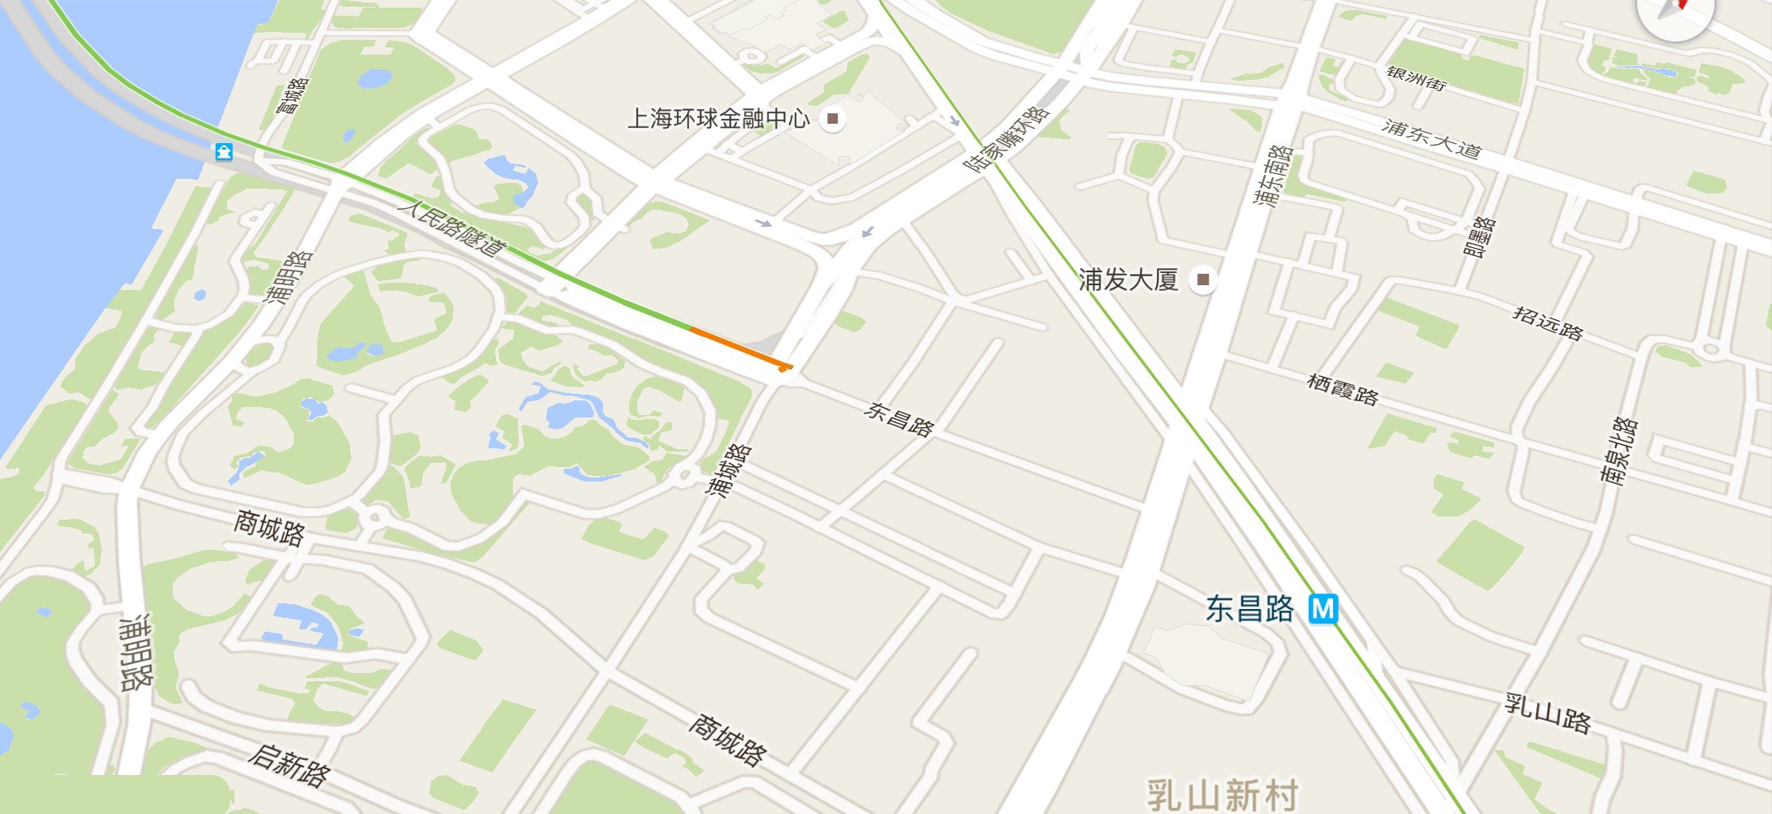 银洲街
富城路
上海环球金融中心
陆家嘴环路
浦东大道
浦东南路
人民路隧道
即墨路
浦明路
浦发大厦
招远路
栖霞路
东昌路
浦城路
南泉北路
商城路
东昌路 M
浦明路
乳山路
商城路
启新路
乳山新村